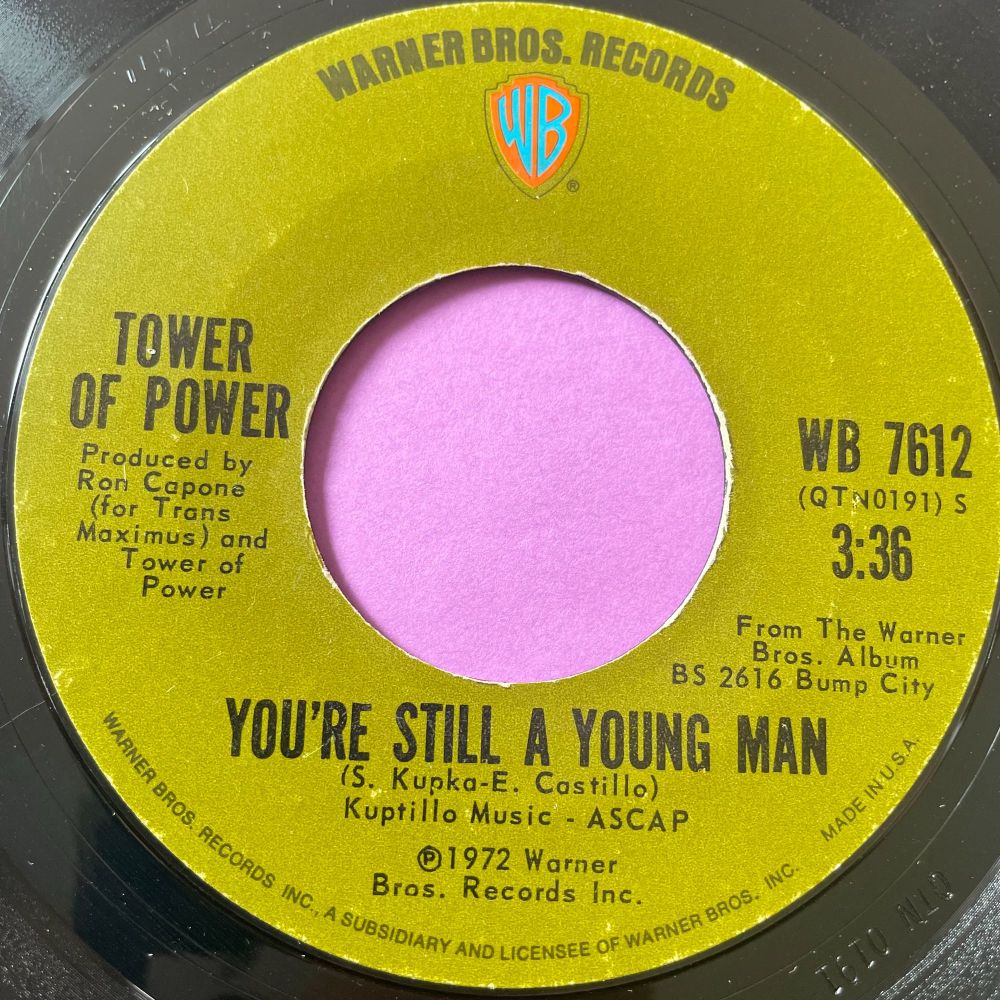 WARNER BROS. RECORDS
WB
®
TOWER
OF POWER
Produced by
Ron Capone
(for Trans
Maximus) and
Tower of
Power
WB 7612
(QTN0191) S
3:36
From The Warner
Bros. Album
BS 2616 Bump City
YOU'RE STILL A YOUNG MAN
(S. Kupka-E. Castillo)
Kuptillo Music - ASCAP
℗1972 Warner
Bros. Records Inc.
WARNER BROS. RECORDS INC., A SUBSIDIARY AND LICENSEE OF WARNER BROS. INC.
MADE IN U.S.A.